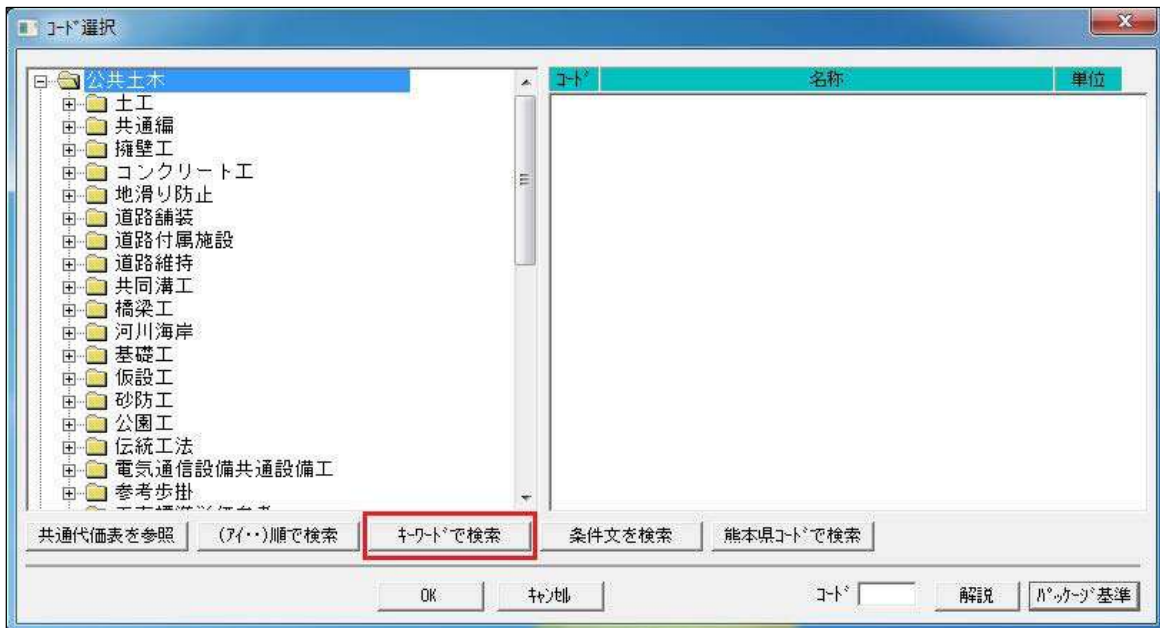 ｺｰﾄﾞ選択
公共土木
土工
共通編
擁壁工
コンクリート工
地滑り防止
道路舗装
道路付属施設
道路維持
共同溝工
橋梁工
河川海岸
基礎工
仮設工
砂防工
公園工
伝統工法
電気通信設備共通設備工
参考歩掛
ｺｰﾄﾞ 名称 単位
共通代価表を参照 (ｱｲ･･)順で検索 ｷｰﾜｰﾄﾞで検索 条件文を検索 熊本県ｺｰﾄﾞで検索
OK ｷｬﾝｾﾙ ｺｰﾄﾞ 解説 ﾊﾟｯｹｰｼﾞ基準